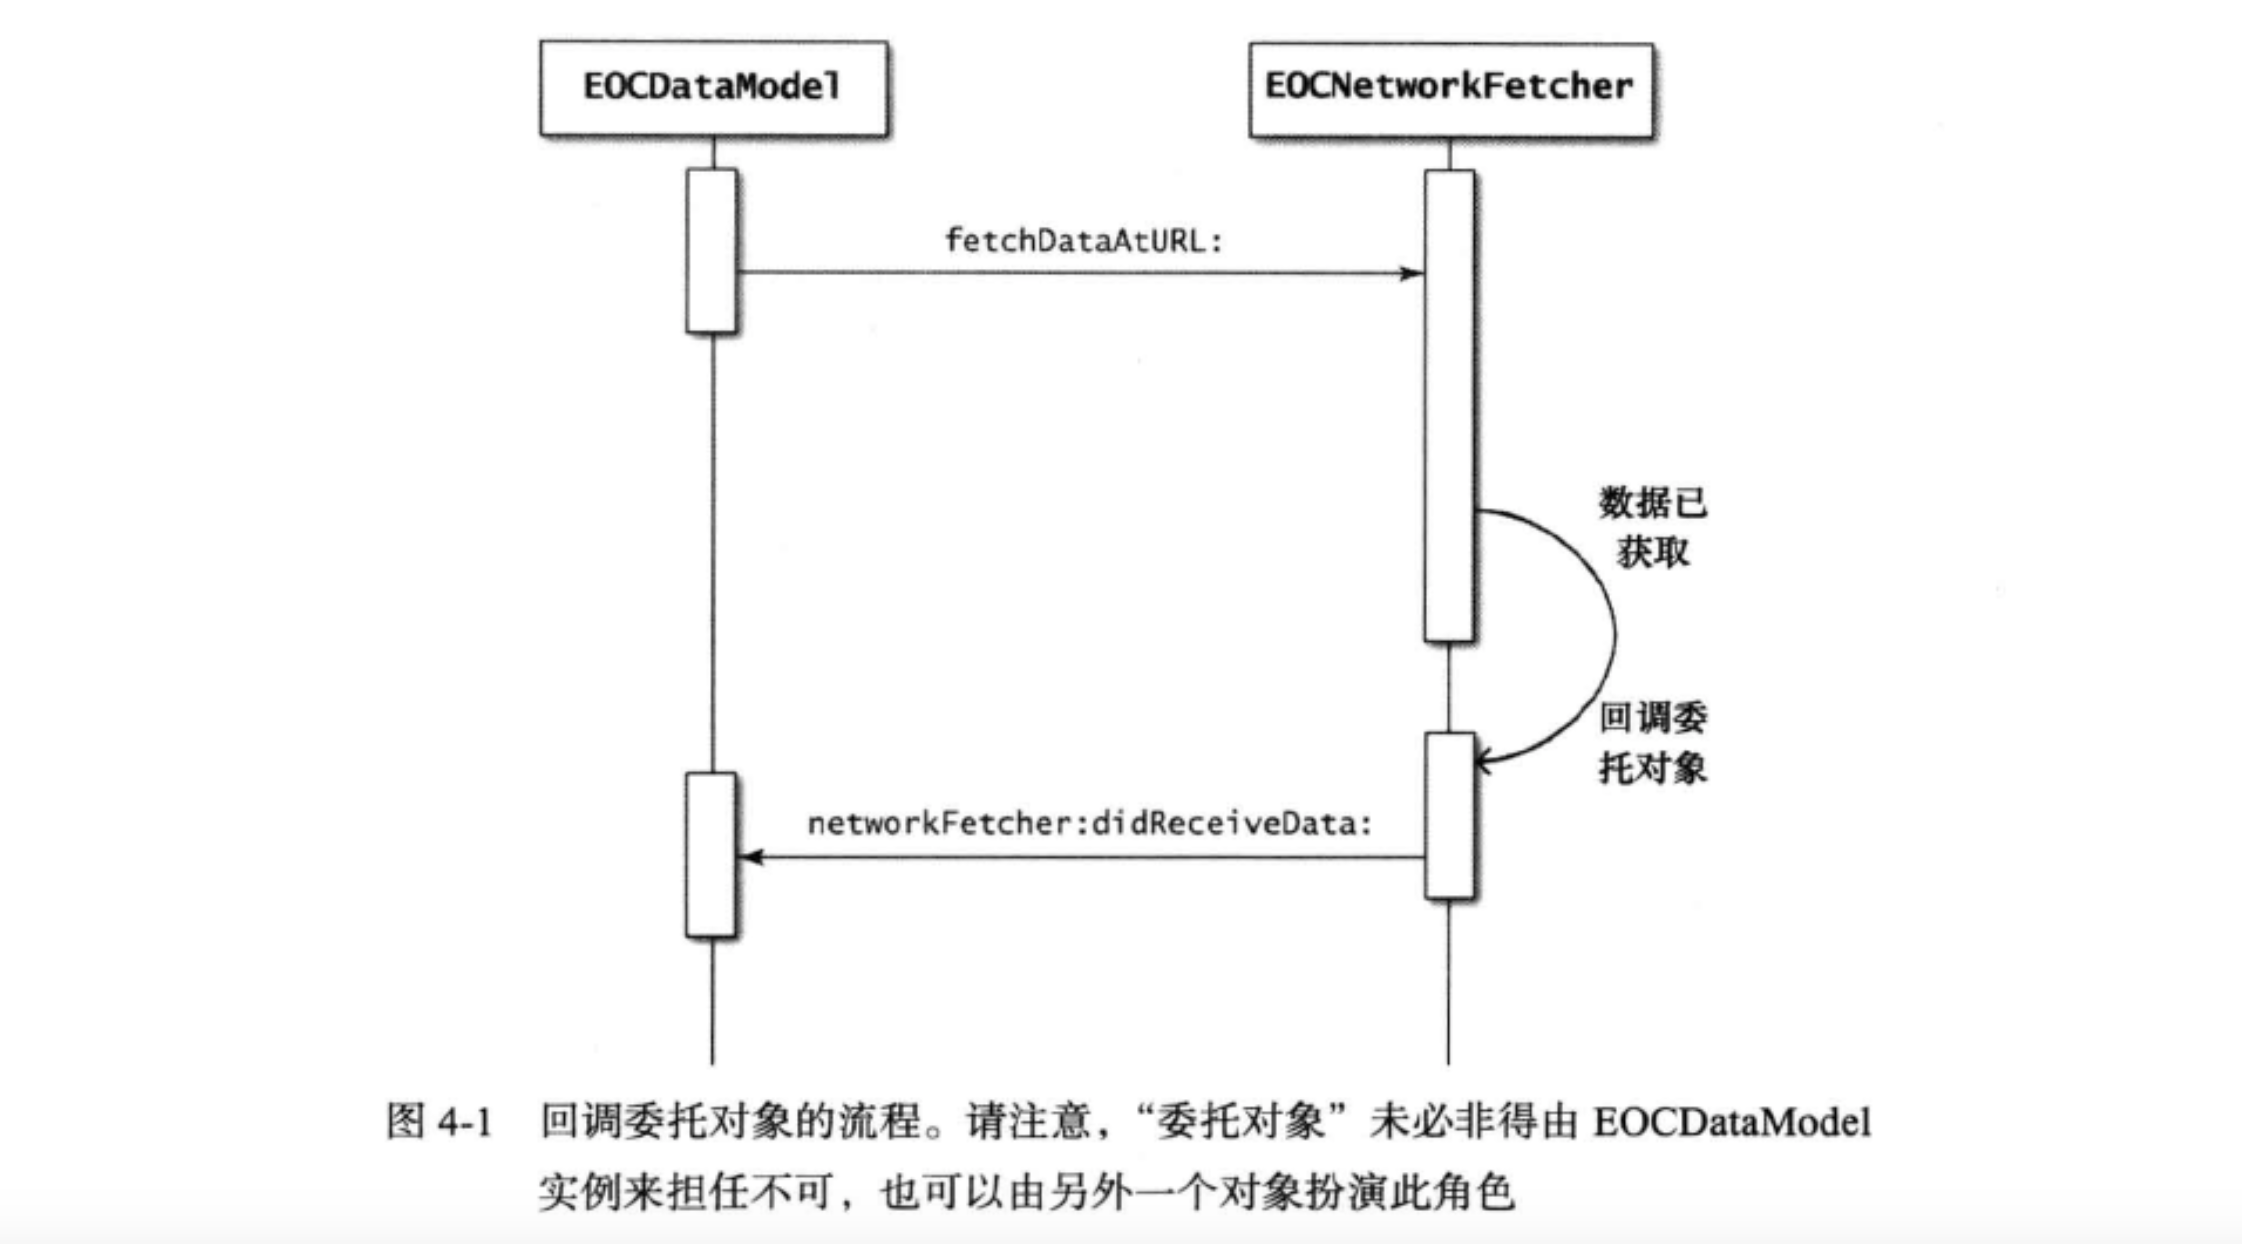 EOCDataModel
EOCNetworkFetcher
fetchDataAtURL:
数据已
获取
回调委
托对象
networkFetcher:didReceiveData:
图 4-1 回调委托对象的流程。请注意，“委托对象”未必非得由 EOCDataModel
实例来担任不可，也可以由另外一个对象扮演此角色